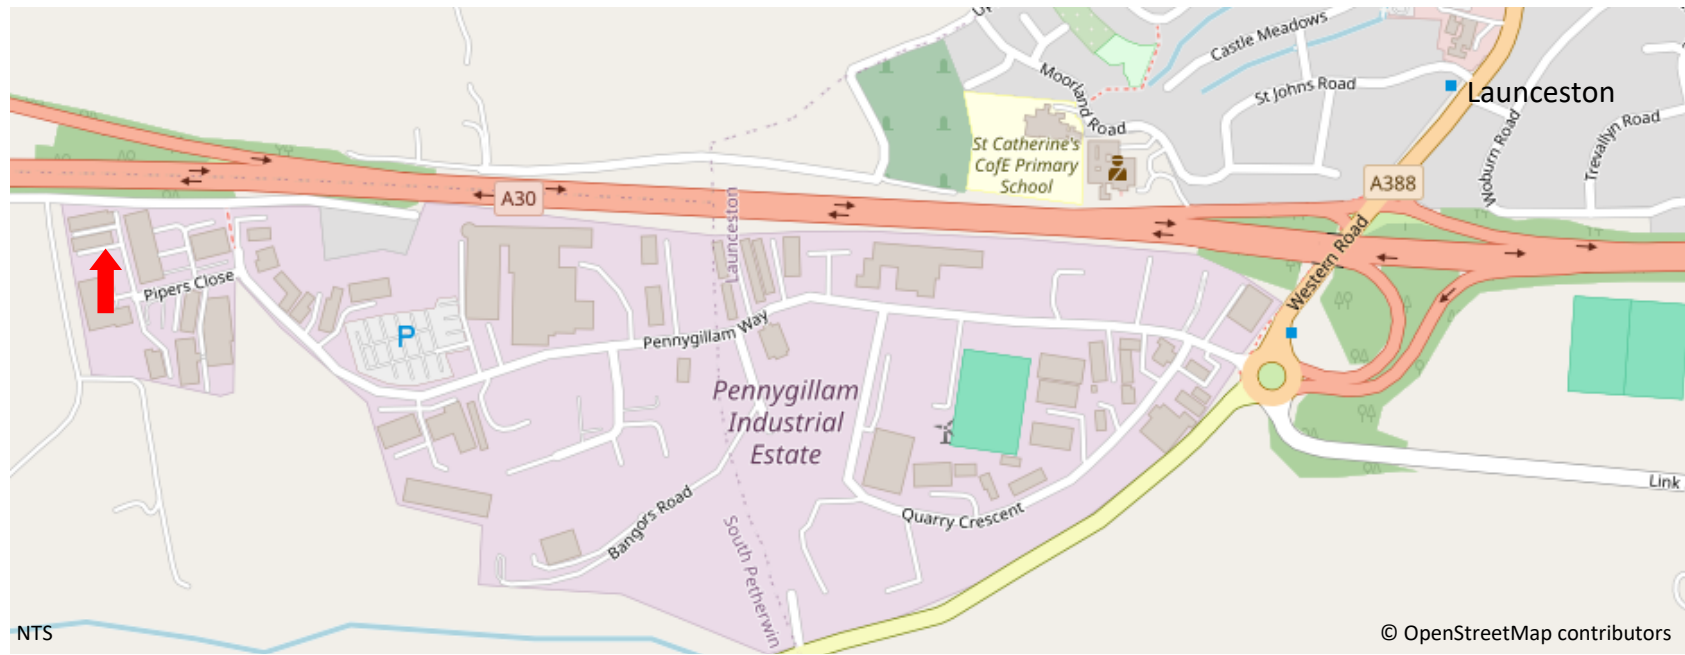 Up
Castle Meadows
Moorland Road
St Johns Road
Launceston
Woburn Road
Trevallyn Road
St Catherine's
CofE Primary
School
A388
A30
Launceston
Western Road
Pipers Close
P
Pennygillam Way
Pennygillam
Industrial
Estate
Link
Bangors Road
Quarry Crescent
South Petherwin
NTS
© OpenStreetMap contributors